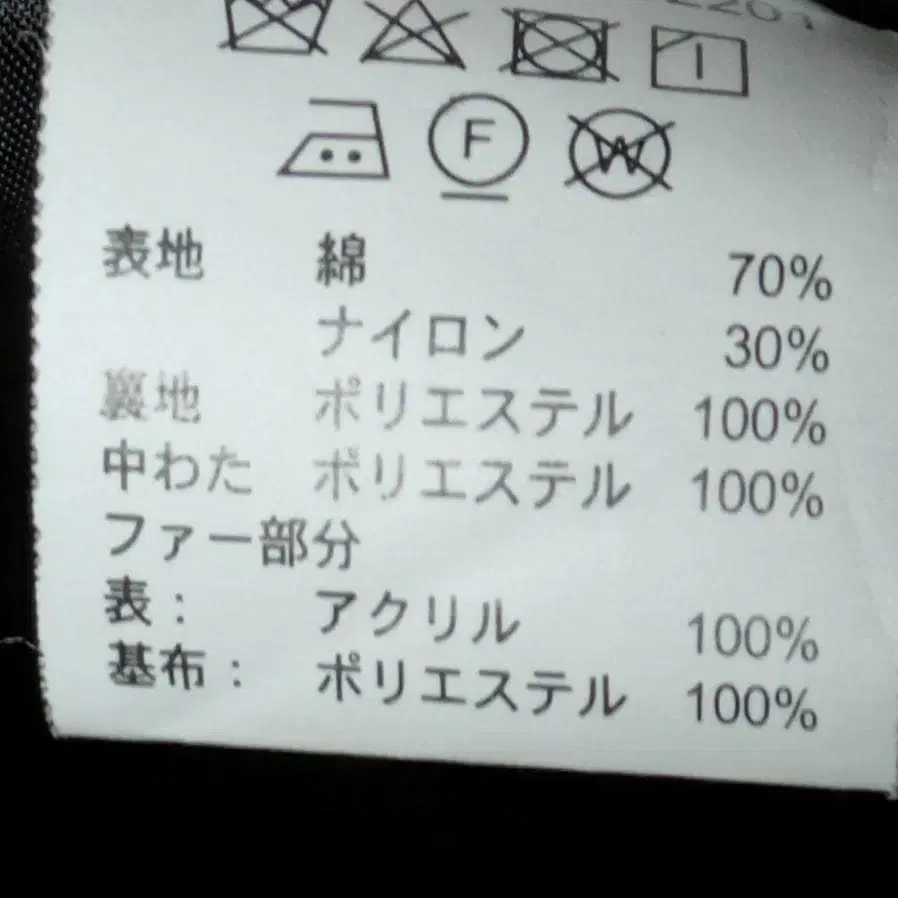 F W
表地 綿 70%
ナイロン 30%
裏地 ポリエステル 100%
中わた ポリエステル 100%
ファー部分
表： アクリル 100%
基布： ポリエステル 100%